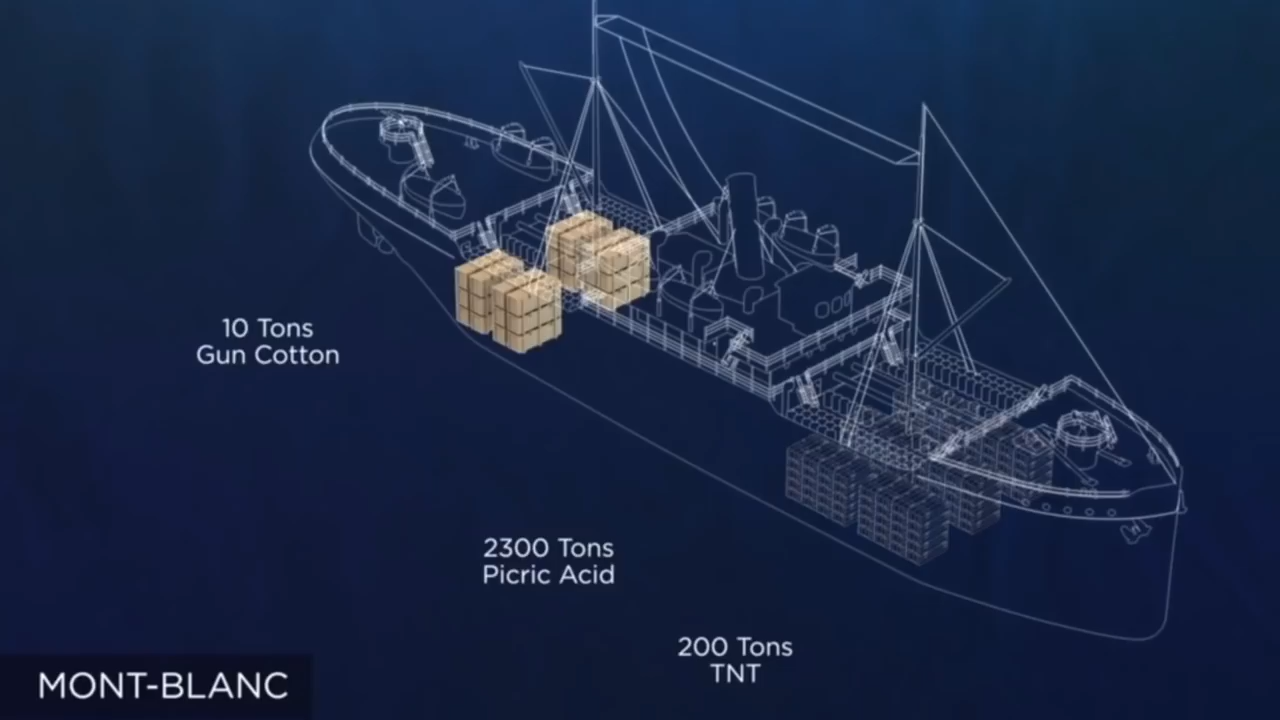 10 Tons
Gun Cotton
2300 Tons
Picric Acid
200 Tons
TNT
MONT-BLANC